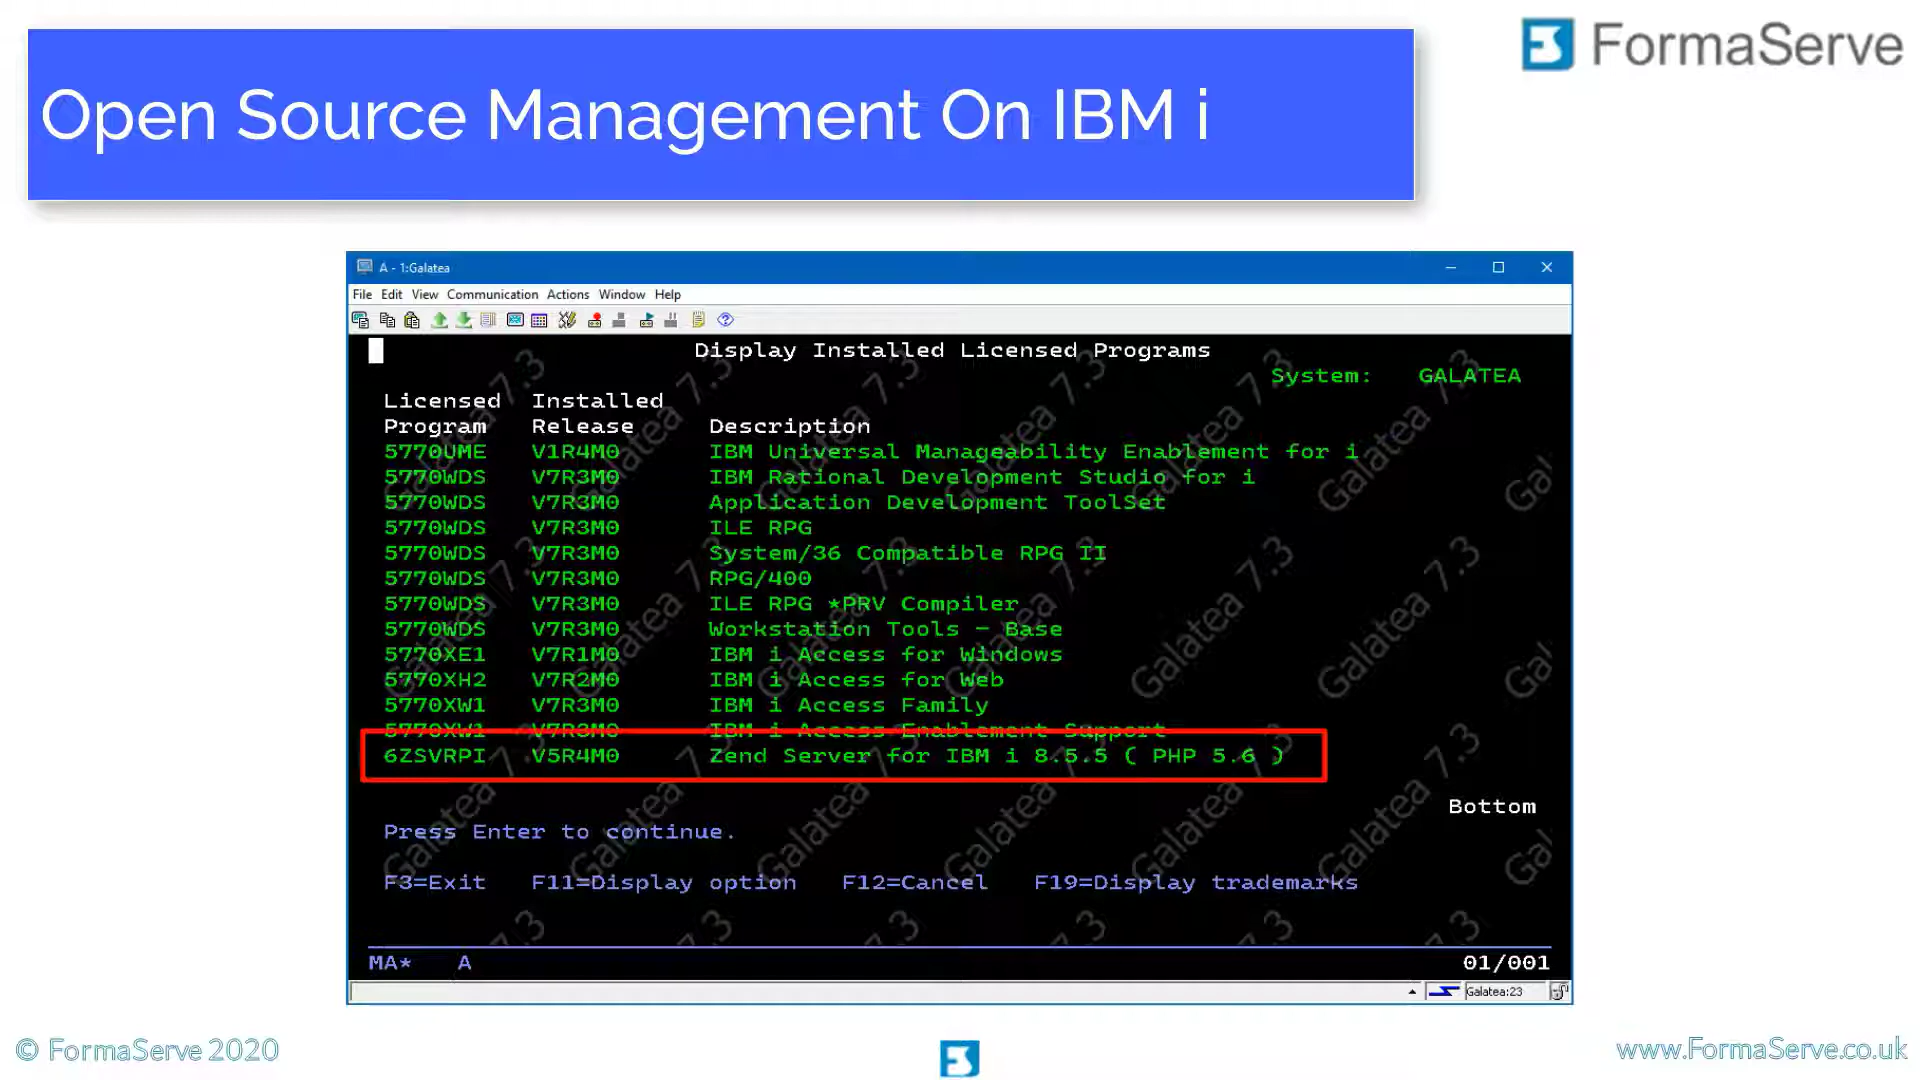 Open Source Management On IBM i
FormaServe
A - 1:Galatea
File Edit View Communication Actions Window Help
Display Installed Licensed Programs
System: GALATEA
Licensed Installed
Program Release Description
5770UME V1R4M0 IBM Universal Manageability Enablement for i
5770WDS V7R3M0 IBM Rational Development Studio for i
5770WDS V7R3M0 Application Development ToolSet
5770WDS V7R3M0 ILE RPG
5770WDS V7R3M0 System/36 Compatible RPG II
5770WDS V7R3M0 RPG/400
5770WDS V7R3M0 ILE RPG *PRV Compiler
5770WDS V7R3M0 Workstation Tools - Base
5770XE1 V7R1M0 IBM i Access for Windows
5770XH2 V7R2M0 IBM i Access for Web
5770XW1 V7R3M0 IBM i Access Family
5770XW1 V7R3M0 IBM i Access Enablement Support
6ZSVRPI V5R4M0 Zend Server for IBM i 8.5.5 ( PHP 5.6 )
Bottom
Press Enter to continue.
F3=Exit F11=Display option F12=Cancel F19=Display trademarks
MA* A 01/001
Galatea:23
Galatea 7.3
© FormaServe 2020
www.FormaServe.co.uk